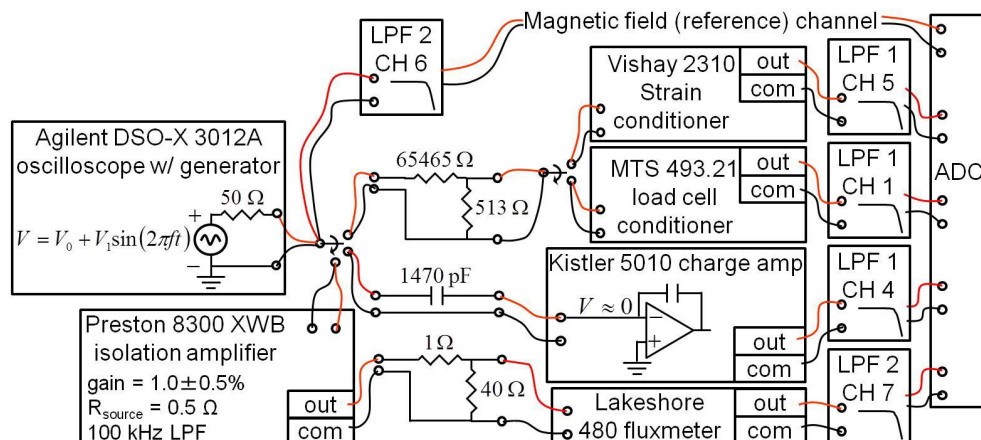 Magnetic field (reference) channel
LPF 2
CH 6
Agilent DSO-X 3012A
oscilloscope w/ generator
50 Ω
+
V = V₀ + V₁sin(2πft)
−
65465 Ω
513 Ω
Vishay 2310
Strain
conditioner
out
com
LPF 1
CH 5
MTS 493.21
load cell
conditioner
out
com
LPF 1
CH 1
ADC
1470 pF
Kistler 5010 charge amp
V ≈ 0
−
+
out
com
LPF 1
CH 4
Preston 8300 XWB
isolation amplifier
gain = 1.0±0.5%
Rsource = 0.5 Ω
100 kHz LPF
out
com
1 Ω
40 Ω
Lakeshore
480 fluxmeter
out
com
LPF 2
CH 7